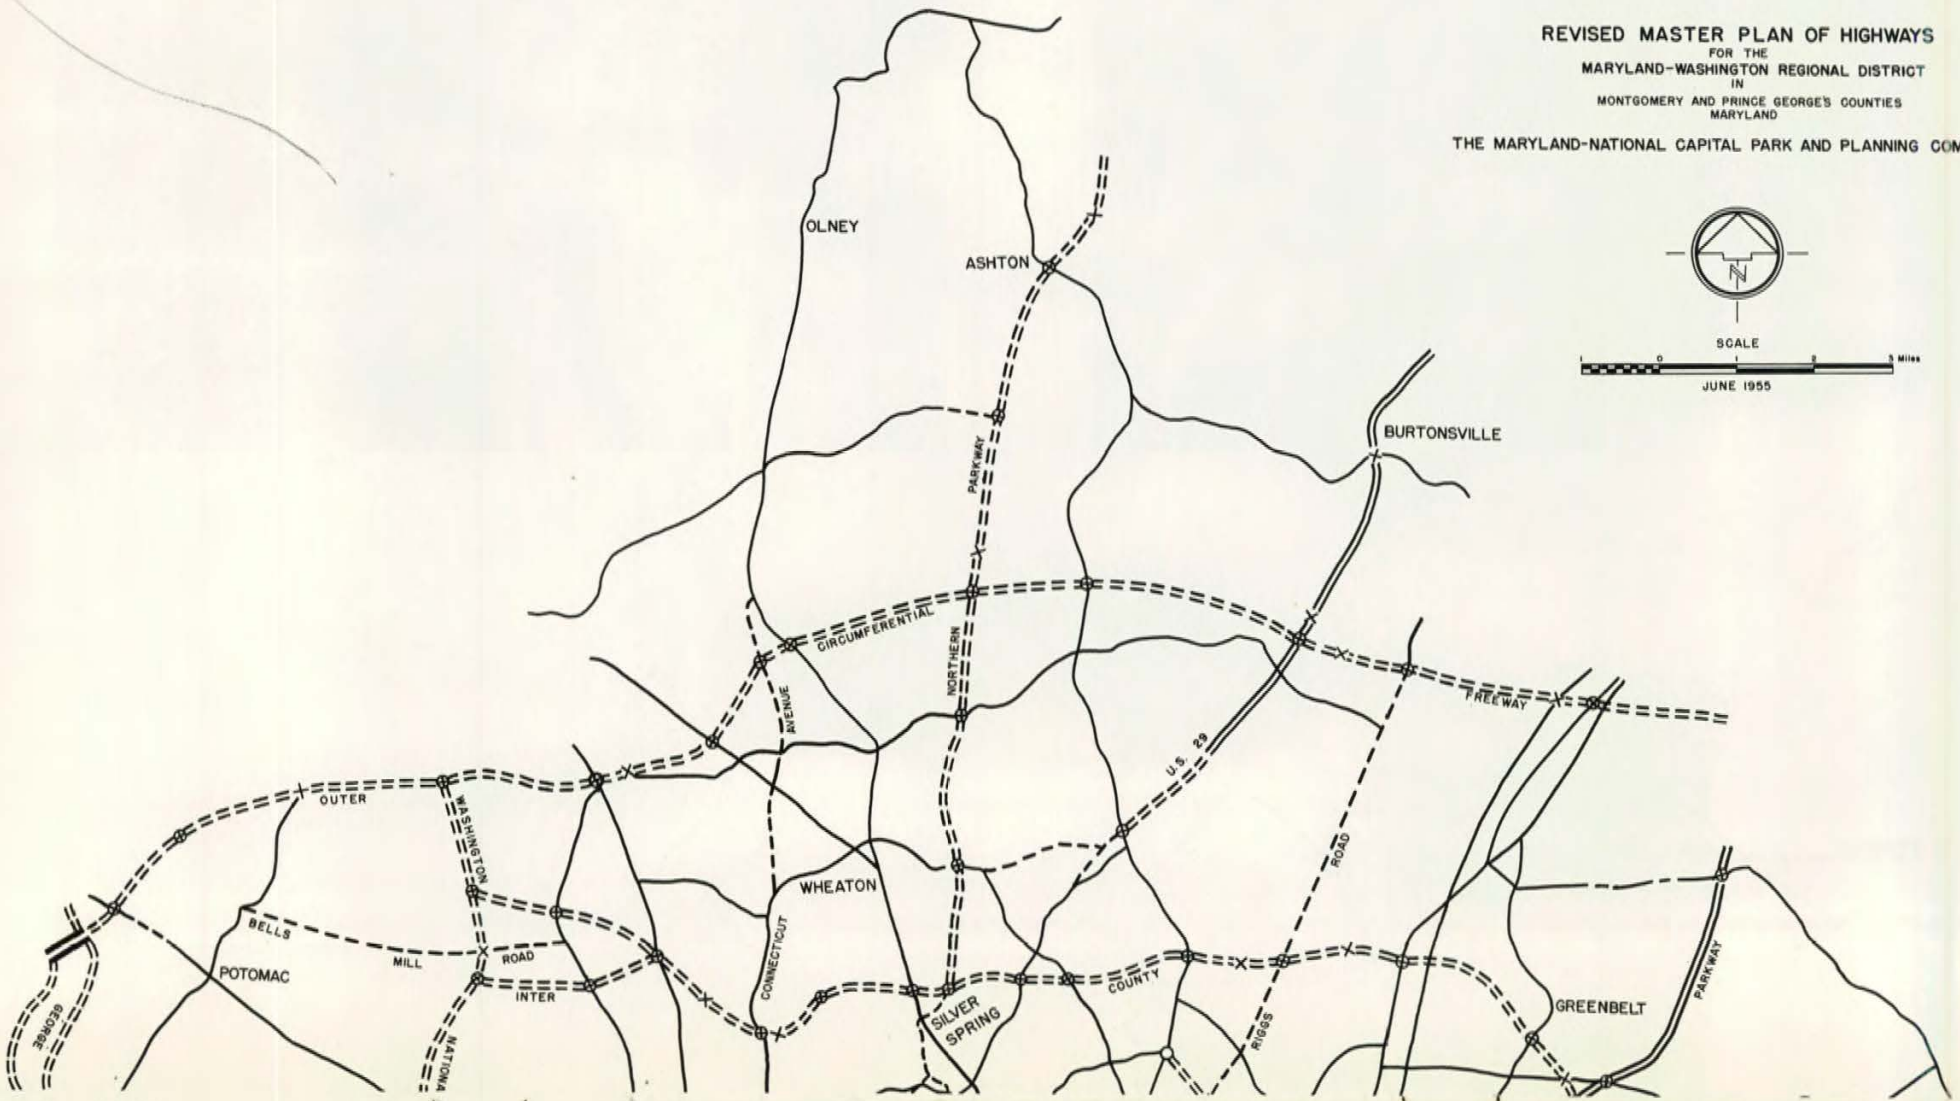 REVISED MASTER PLAN OF HIGHWAYS
FOR THE
MARYLAND-WASHINGTON REGIONAL DISTRICT
IN
MONTGOMERY AND PRINCE GEORGE'S COUNTIES
MARYLAND
THE MARYLAND-NATIONAL CAPITAL PARK AND PLANNING COM
N
SCALE
1 0 1 2 3 Miles
JUNE 1955
OLNEY
ASHTON
BURTONSVILLE
PARKWAY
NORTHERN
CIRCUMFERENTIAL
AVENUE
FREEWAY
U.S. 29
OUTER
WASHINGTON
ROAD
WHEATON
BELLS
MILL
ROAD
POTOMAC
INTER
CONNECTICUT
COUNTY
SILVER
SPRING
RIGGS
GREENBELT
PARKWAY
GEORGE
NATIONA